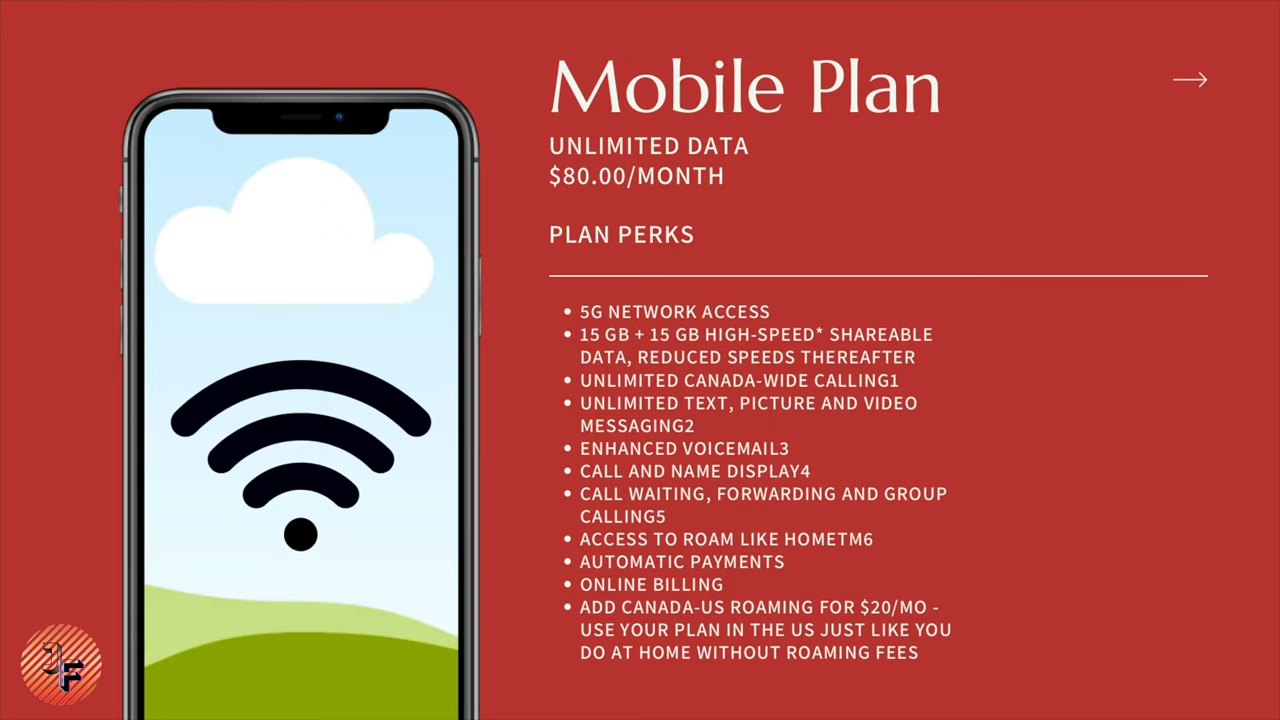 Mobile Plan
UNLIMITED DATA
$80.00/MONTH
PLAN PERKS
5G NETWORK ACCESS
15 GB + 15 GB HIGH-SPEED* SHAREABLE
DATA, REDUCED SPEEDS THEREAFTER
UNLIMITED CANADA-WIDE CALLING1
UNLIMITED TEXT, PICTURE AND VIDEO
MESSAGING2
ENHANCED VOICEMAIL3
CALL AND NAME DISPLAY4
CALL WAITING, FORWARDING AND GROUP
CALLING5
ACCESS TO ROAM LIKE HOMETM6
AUTOMATIC PAYMENTS
ONLINE BILLING
ADD CANADA-US ROAMING FOR $20/MO -
USE YOUR PLAN IN THE US JUST LIKE YOU
DO AT HOME WITHOUT ROAMING FEES
JF